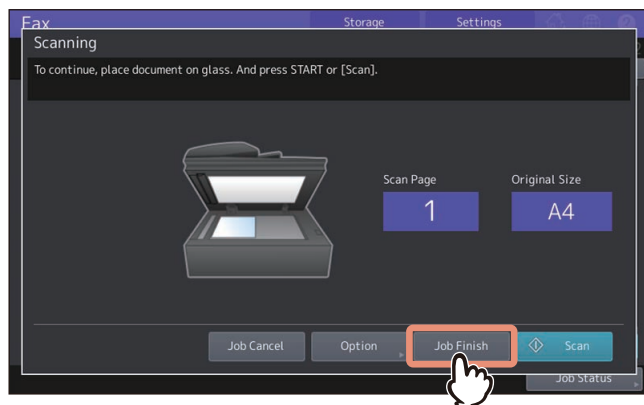 Fax
Storage
Settings
Scanning
To continue, place document on glass. And press START or [Scan].
Scan Page
Original Size
1
A4
Job Cancel
Option
Job Finish
Scan
Job Status